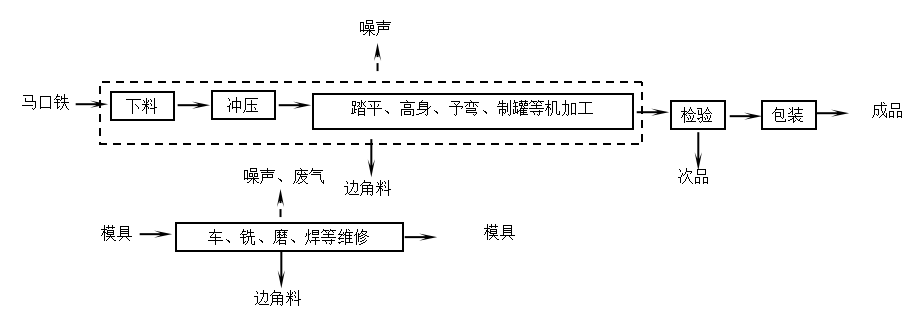 噪声
马口铁
下料
冲压
踏平、高身、予弯、制罐等机加工
检验
包装
成品
边角料
次品
噪声、废气
模具
车、铣、磨、焊等维修
模具
边角料